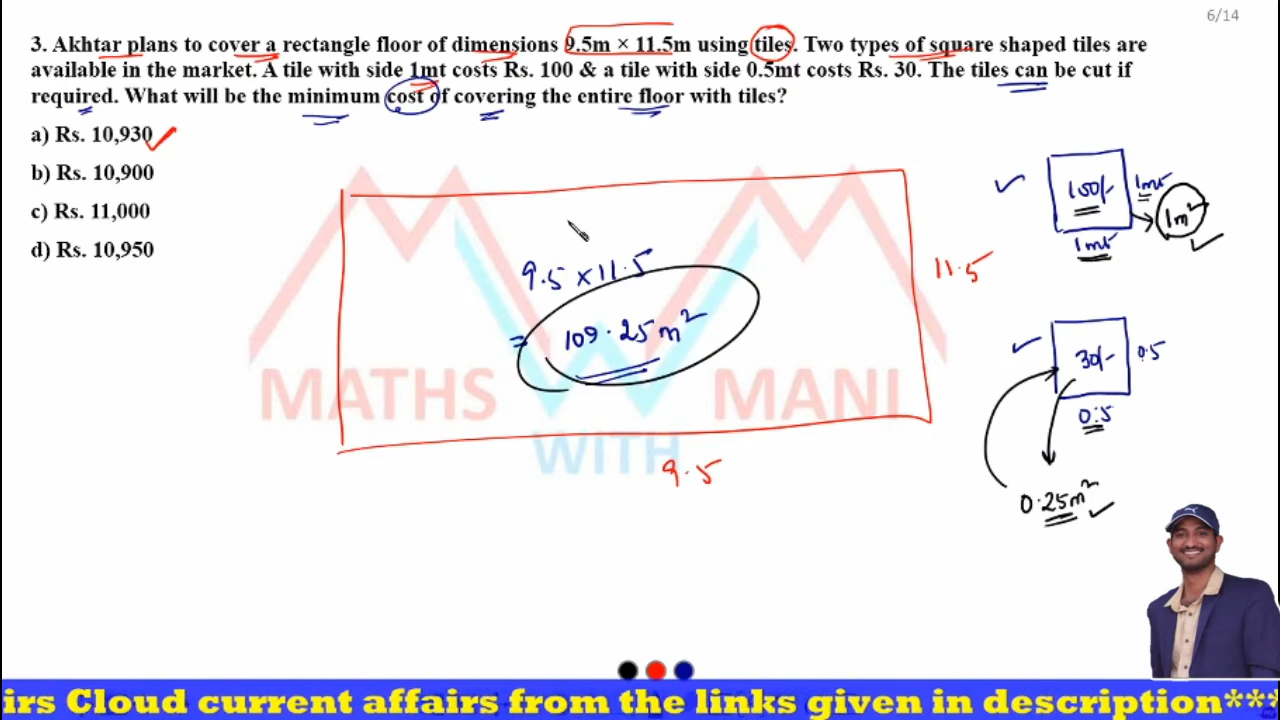 6/14
3. Akhtar plans to cover a rectangle floor of dimensions 9.5m × 11.5m using tiles. Two types of square shaped tiles are
available in the market. A tile with side 1mt costs Rs. 100 & a tile with side 0.5mt costs Rs. 30. The tiles can be cut if
required. What will be the minimum cost of covering the entire floor with tiles?
a) Rs. 10,930
b) Rs. 10,900
c) Rs. 11,000
d) Rs. 10,950
100/-
1mt
1m²
1mt
9.5 × 11.5
11.5
= 109.25 m²
30/-
0.5
0.5
MATHS
MANI
WITH
9.5
0.25m²
irs Cloud current affairs from the links given in description***